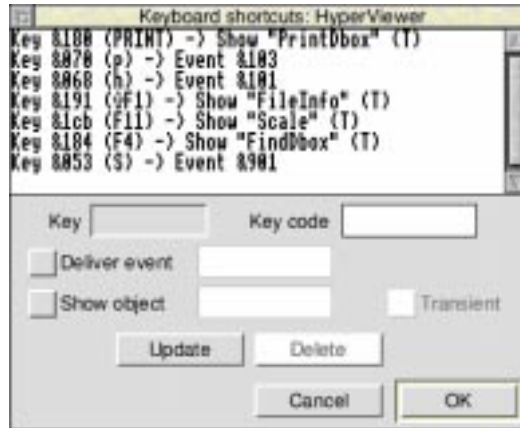 Keyboard shortcuts: HyperViewer
Key &180 (PRINT) -> Show "PrintDbox" (T)
Key &070 (p) -> Event &103
Key &068 (h) -> Event &101
Key &191 (⇧F1) -> Show "FileInfo" (T)
Key &1cb (F11) -> Show "Scale" (T)
Key &184 (F4) -> Show "FindDbox" (T)
Key &053 (S) -> Event &901
Key Key code
Deliver event
Show object Transient
Update Delete
Cancel OK